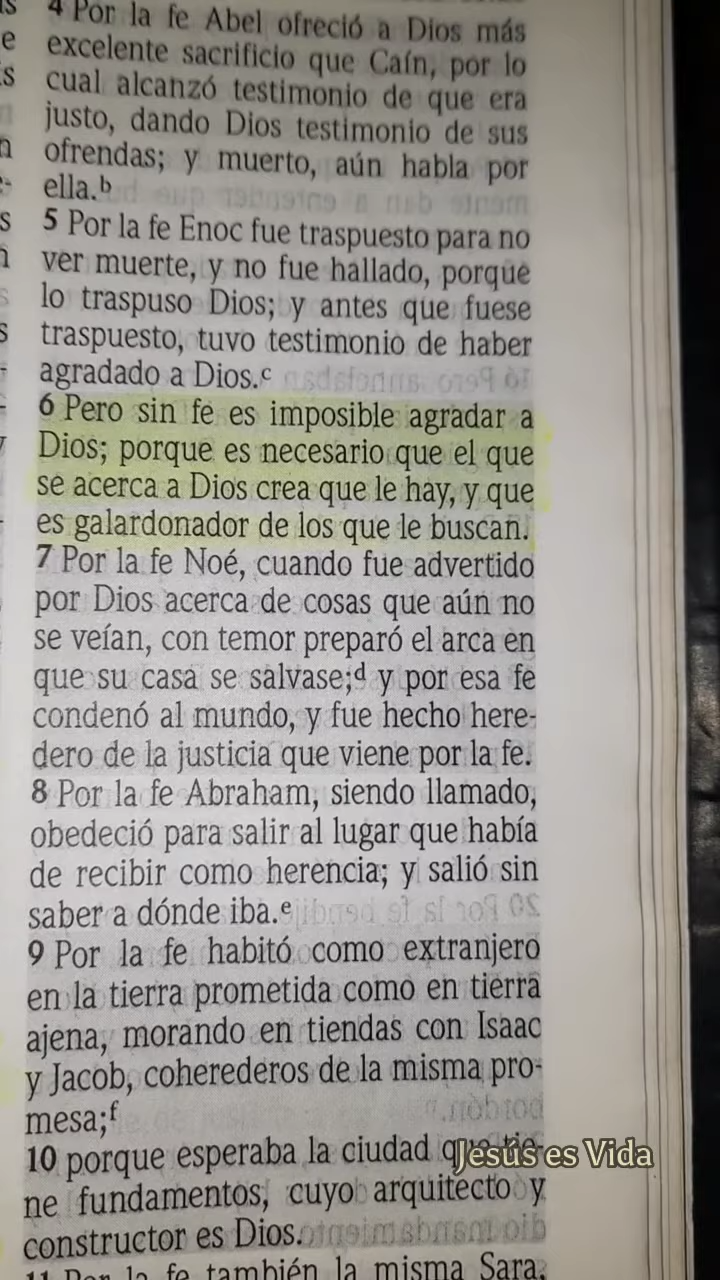 4 Por la fe Abel ofreció a Dios más
excelente sacrificio que Caín, por lo
cual alcanzó testimonio de que era
justo, dando Dios testimonio de sus
ofrendas; y muerto, aún habla por
ella.b
5 Por la fe Enoc fue traspuesto para no
ver muerte, y no fue hallado, porque
lo traspuso Dios; y antes que fuese
traspuesto, tuvo testimonio de haber
agradado a Dios.c
6 Pero sin fe es imposible agradar a
Dios; porque es necesario que el que
se acerca a Dios crea que le hay, y que
es galardonador de los que le buscan.
7 Por la fe Noé, cuando fue advertido
por Dios acerca de cosas que aún no
se veían, con temor preparó el arca en
que su casa se salvase;d y por esa fe
condenó al mundo, y fue hecho here-
dero de la justicia que viene por la fe.
8 Por la fe Abraham, siendo llamado,
obedeció para salir al lugar que había
de recibir como herencia; y salió sin
saber a dónde iba.e
9 Por la fe habitó como extranjero
en la tierra prometida como en tierra
ajena, morando en tiendas con Isaac
y Jacob, coherederos de la misma pro-
mesa;f
10 porque esperaba la ciudad que tie-
Jesús es Vida
ne fundamentos, cuyo arquitecto y
constructor es Dios.
11 Por la fe también la misma Sara,